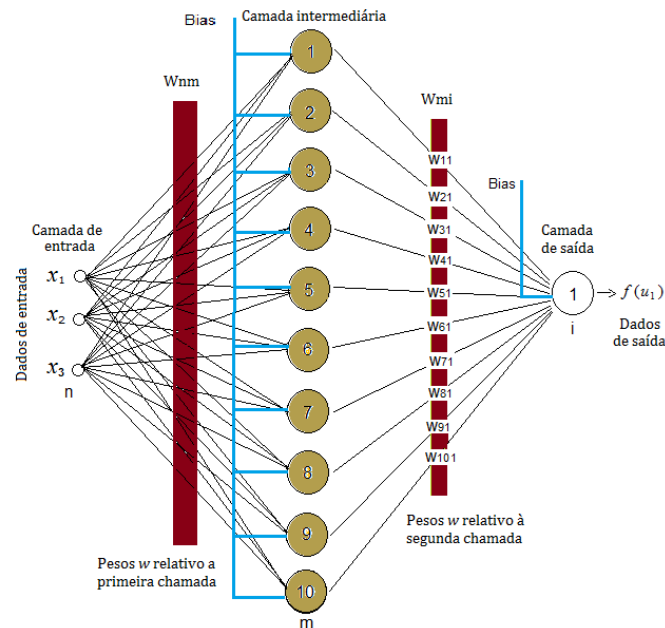 Bias
Camada intermediária
Wnm
Wmi
1
2
3
4
5
6
7
8
9
10
m
Camada de
entrada
Dados de entrada
x₁
x₂
x₃
n
W11
W21
W31
W41
W51
W61
W71
W81
W91
W101
Bias
Camada
de saída
1
i
f(u₁)
Dados
de saída
Pesos w relativo a
primeira chamada
Pesos w relativo à
segunda chamada